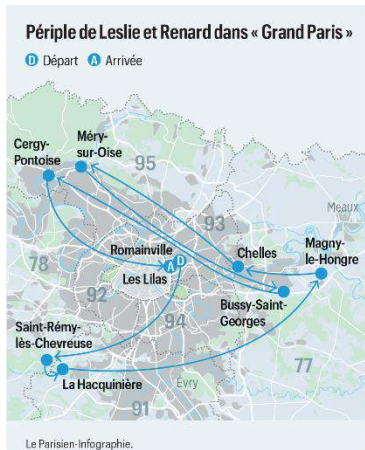 Périple de Leslie et Renard dans « Grand Paris »
D Départ A Arrivée
Méry-
sur-Oise
Cergy-
Pontoise
95
Meaux
93
Magny-
le-Hongre
Romainville
Chelles
A D
78
Les Lilas
92
Bussy-Saint-
Georges
94
Saint-Rémy-
lès-Chevreuse
77
La Hacquinière
Evry
91
Le Parisien-Infographie.